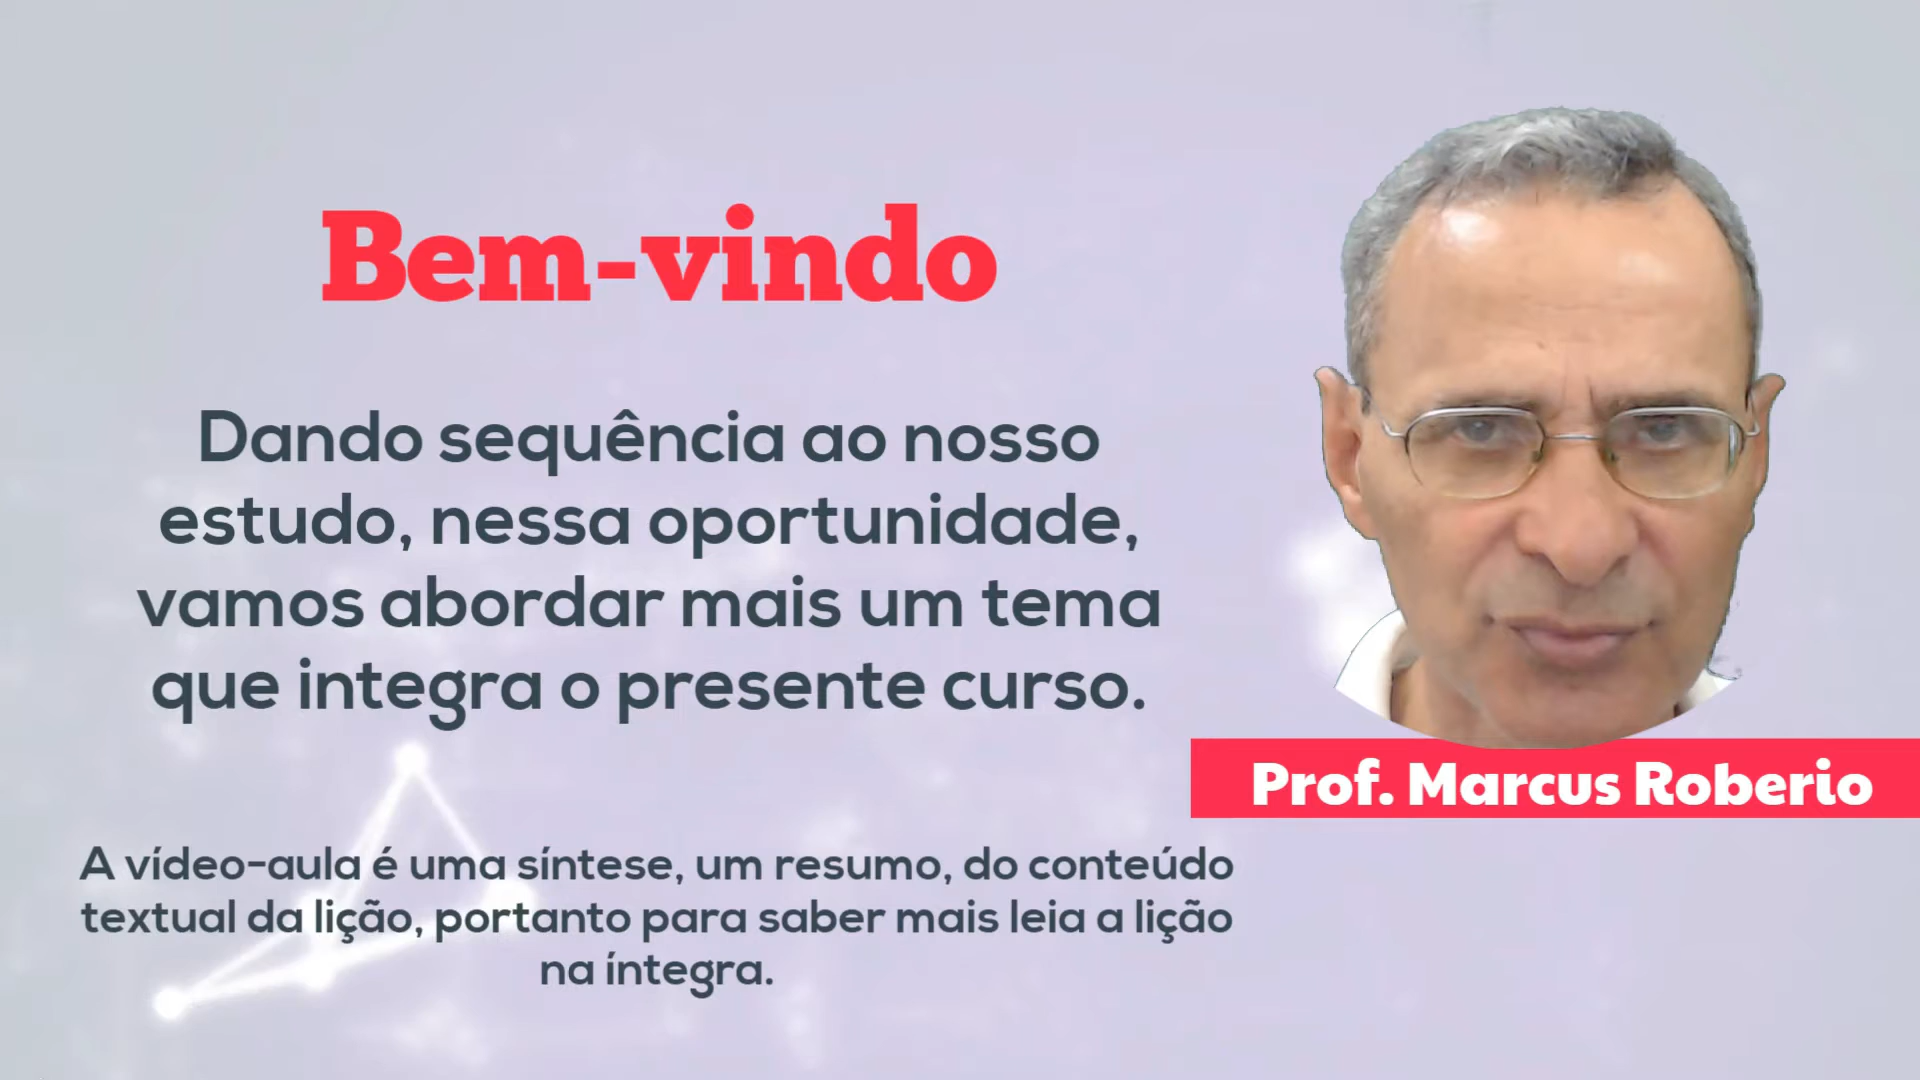 Bem-vindo
Dando sequência ao nosso
estudo, nessa oportunidade,
vamos abordar mais um tema
que integra o presente curso.
Prof. Marcus Roberio
A vídeo-aula é uma síntese, um resumo, do conteúdo
textual da lição, portanto para saber mais leia a lição
na íntegra.